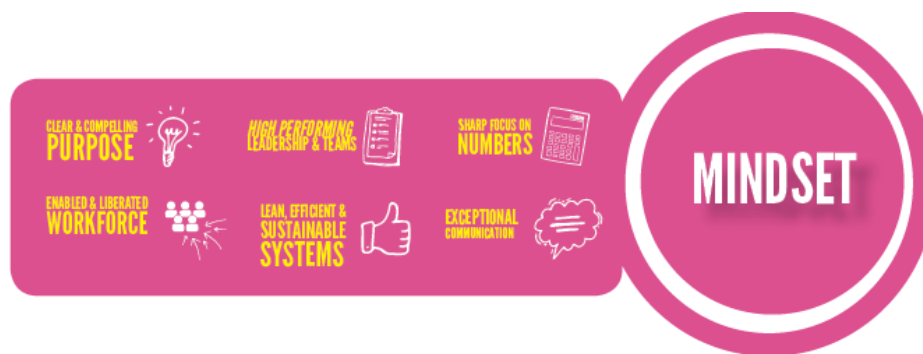 CLEAR & COMPELLING
PURPOSE
HIGH PERFORMING
LEADERSHIP & TEAMS
SHARP FOCUS ON
NUMBERS
ENABLED & LIBERATED
WORKFORCE
LEAN, EFFICIENT &
SUSTAINABLE
SYSTEMS
EXCEPTIONAL
COMMUNICATION
MINDSET